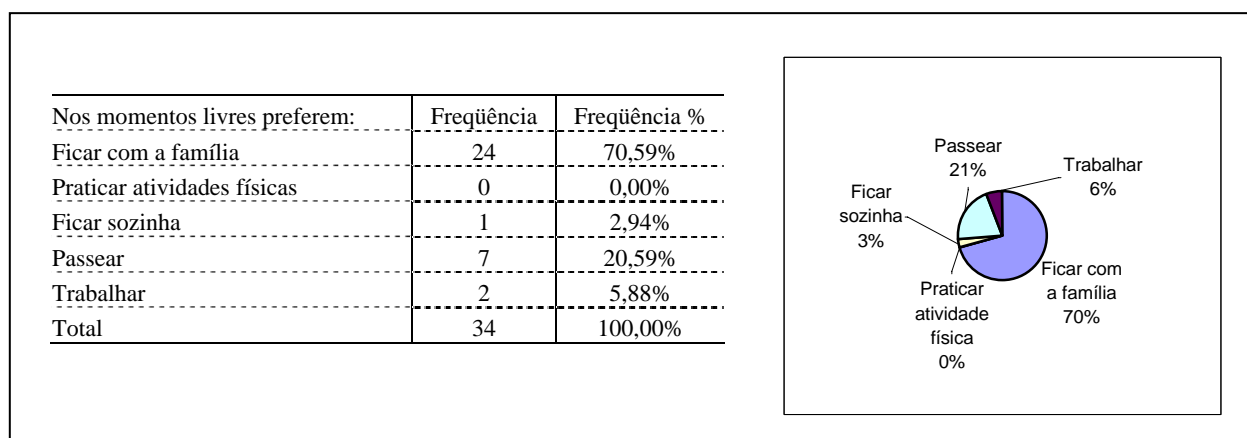 Nos momentos livres preferem: Freqüência Freqüência %
Ficar com a família 24 70,59%
Praticar atividades físicas 0 0,00%
Ficar sozinha 1 2,94%
Passear 7 20,59%
Trabalhar 2 5,88%
Total 34 100,00%
Passear
21%
Trabalhar
6%
Ficar
sozinha
3%
Ficar com
a família
70%
Praticar
atividade
física
0%